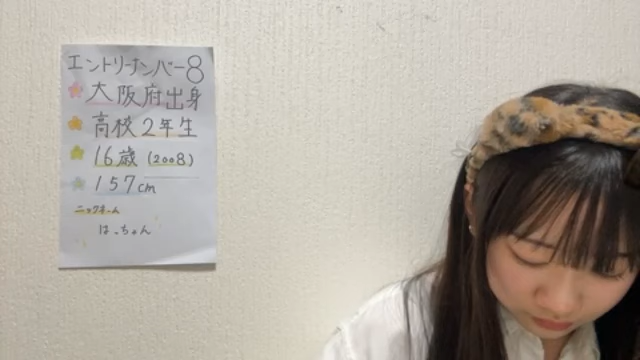 エントリーナンバー8
大阪府出身
高校2年生
16歳 (2008)
157cm
ニックネーム
はっちゃん